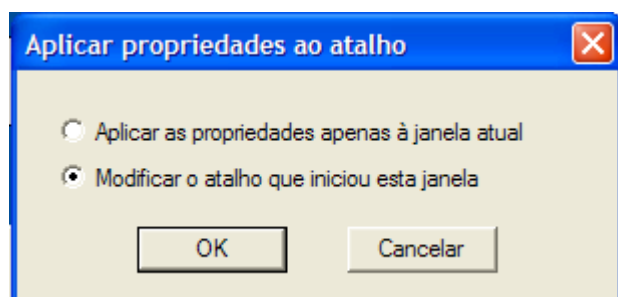 Aplicar propriedades ao atalho
Aplicar as propriedades apenas à janela atual
Modificar o atalho que iniciou esta janela
OK Cancelar